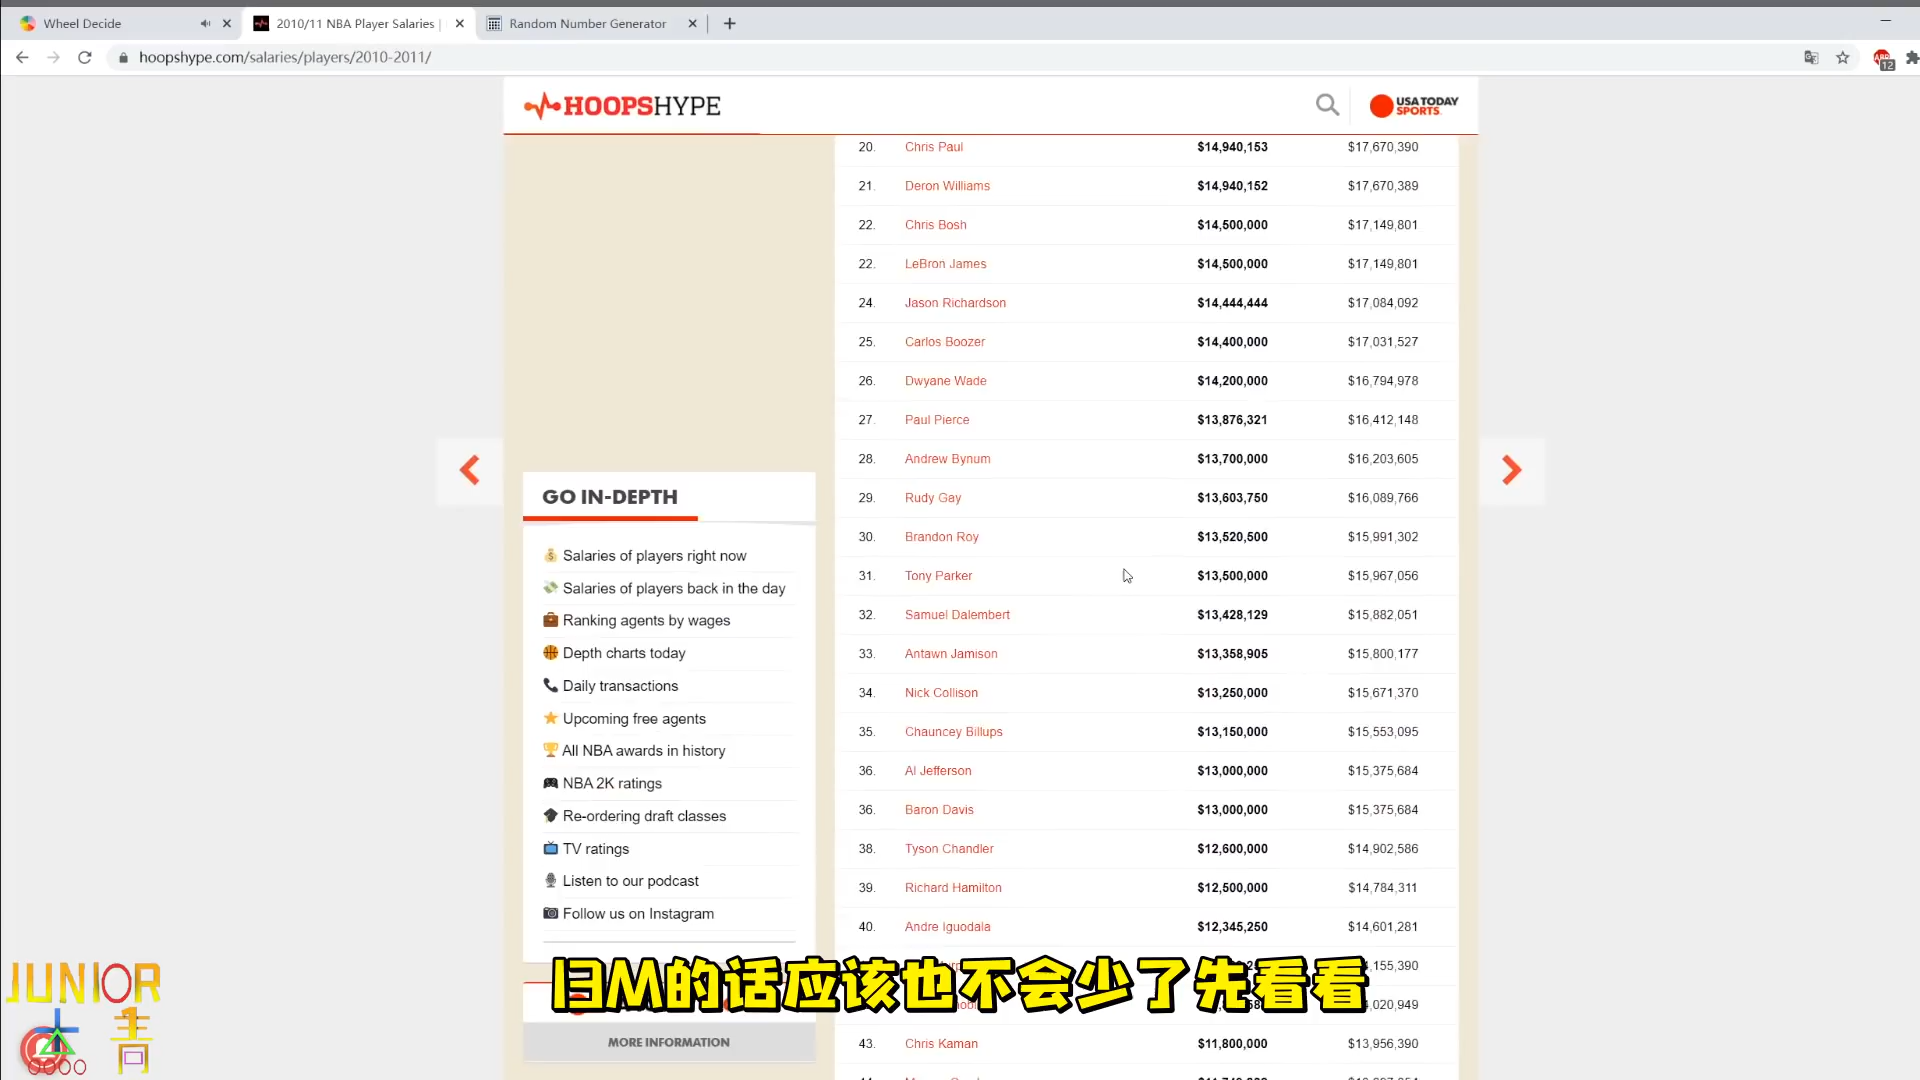 Wheel Decide
2010/11 NBA Player Salaries |
Random Number Generator
hoopshype.com/salaries/players/2010-2011/
12
HOOPSHYPE
USA TODAY
SPORTS
20. Chris Paul $14,940,153 $17,670,390
21. Deron Williams $14,940,152 $17,670,389
22. Chris Bosh $14,500,000 $17,149,801
22. LeBron James $14,500,000 $17,149,801
24. Jason Richardson $14,444,444 $17,084,092
25. Carlos Boozer $14,400,000 $17,031,527
26. Dwyane Wade $14,200,000 $16,794,978
27. Paul Pierce $13,876,321 $16,412,148
28. Andrew Bynum $13,700,000 $16,203,605
29. Rudy Gay $13,603,750 $16,089,766
30. Brandon Roy $13,520,500 $15,991,302
31. Tony Parker $13,500,000 $15,967,056
32. Samuel Dalembert $13,428,129 $15,882,051
33. Antawn Jamison $13,358,905 $15,800,177
34. Nick Collison $13,250,000 $15,671,370
35. Chauncey Billups $13,150,000 $15,553,095
36. Al Jefferson $13,000,000 $15,375,684
36. Baron Davis $13,000,000 $15,375,684
38. Tyson Chandler $12,600,000 $14,902,586
39. Richard Hamilton $12,500,000 $14,784,311
40. Andre Iguodala $12,345,250 $14,601,281
43. Chris Kaman $11,800,000 $13,956,390
GO IN-DEPTH
Salaries of players right now
Salaries of players back in the day
Ranking agents by wages
Depth charts today
Daily transactions
Upcoming free agents
All NBA awards in history
NBA 2K ratings
Re-ordering draft classes
TV ratings
Listen to our podcast
Follow us on Instagram
MORE INFORMATION
归M的话应该也不会少了先看看
JUNIOR